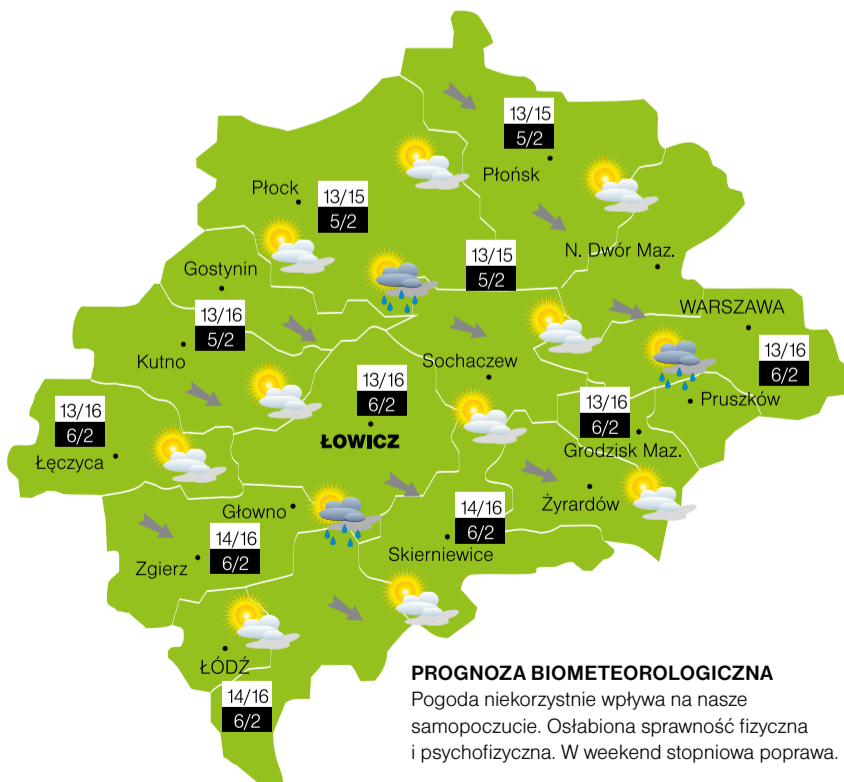 13/15
5/2
Płońsk
Płock
13/15
5/2
N. Dwór Maz.
13/15
5/2
Gostynin
WARSZAWA
13/16
5/2
Kutno
Sochaczew
13/16
6/2
13/16
6/2
ŁOWICZ
Pruszków
13/16
6/2
Grodzisk Maz.
13/16
6/2
Łęczyca
Żyrardów
Głowno
14/16
6/2
Skierniewice
14/16
6/2
Zgierz
ŁÓDŹ
14/16
6/2
PROGNOZA BIOMETEOROLOGICZNA
Pogoda niekorzystnie wpływa na nasze
samopoczucie. Osłabiona sprawność fizyczna
i psychofizyczna. W weekend stopniowa poprawa.